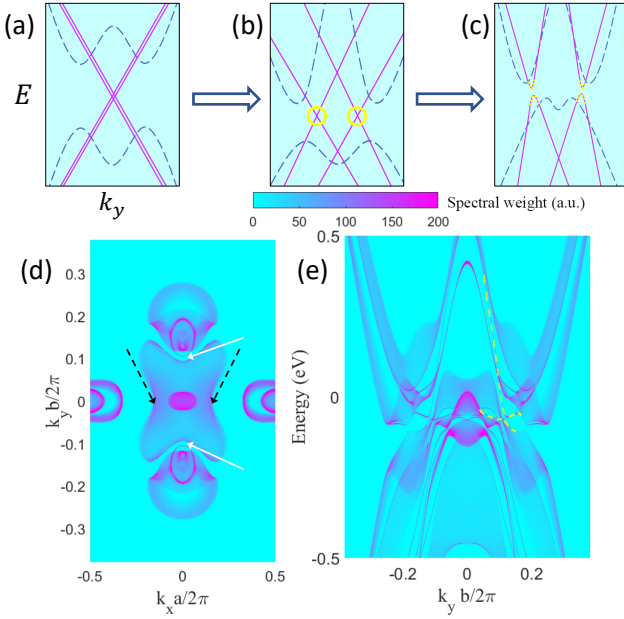 (a)
(b)
(c)
E
k_y
0 50 100 150 200
Spectral weight (a.u.)
(d)
(e)
0.3
0.2
0.1
0
-0.1
-0.2
-0.3
k_y b/2π
-0.5 0 0.5
k_x a/2π
0.5
0
-0.5
Energy (eV)
-0.2 0 0.2
k_y b/2π